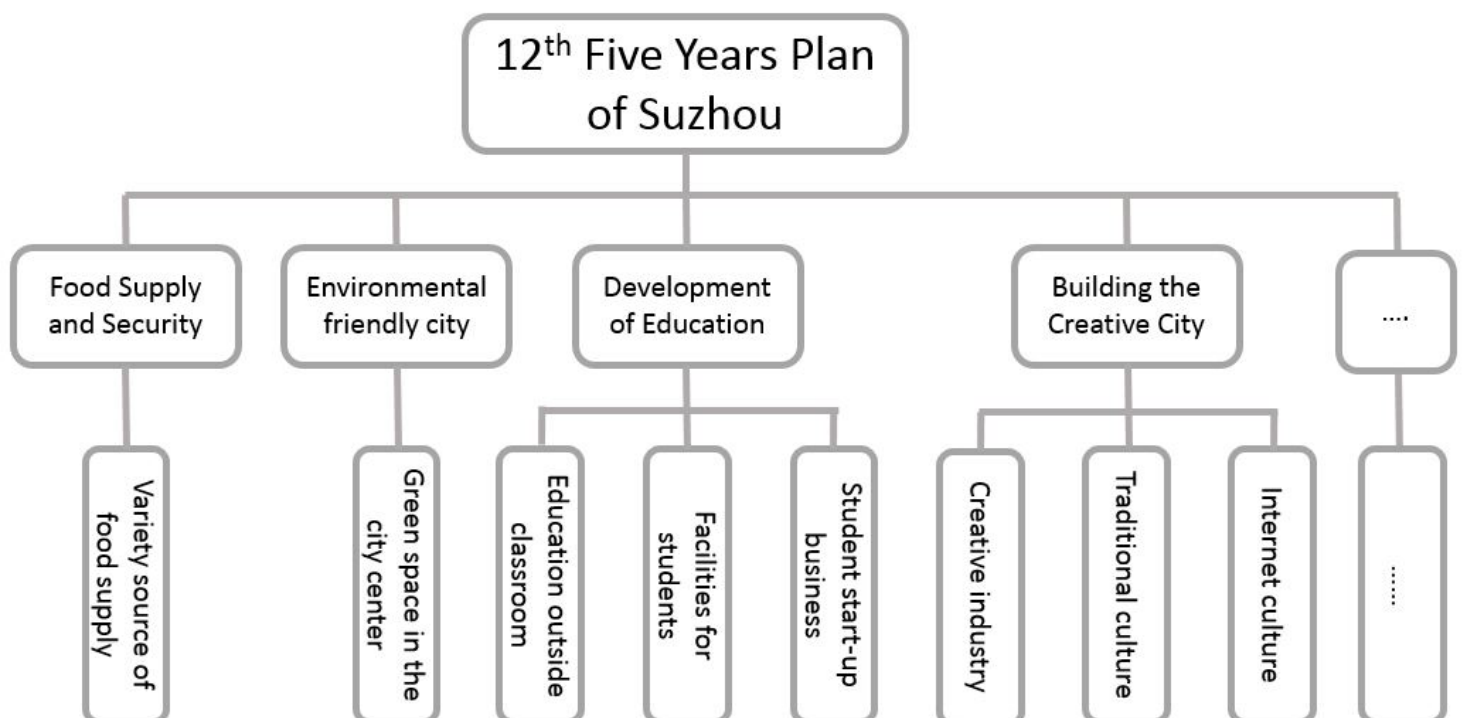 12th Five Years Plan
of Suzhou
Food Supply
and Security
Environmental
friendly city
Development
of Education
Building the
Creative City
....
Variety source of
food supply
Green space in the
city center
Education outside
classroom
Facilities for
students
Student start-up
business
Creative industry
Traditional culture
Internet culture
......